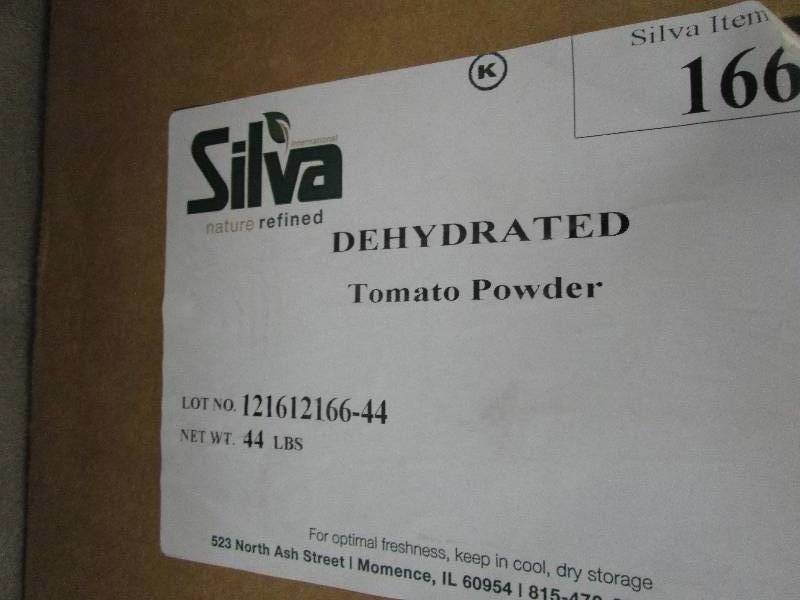 Silva Item
166
K
Silva
international
nature refined
DEHYDRATED
Tomato Powder
LOT NO. 121612166-44
NET WT. 44 LBS
For optimal freshness, keep in cool, dry storage
523 North Ash Street | Momence, IL 60954 | 815-472-